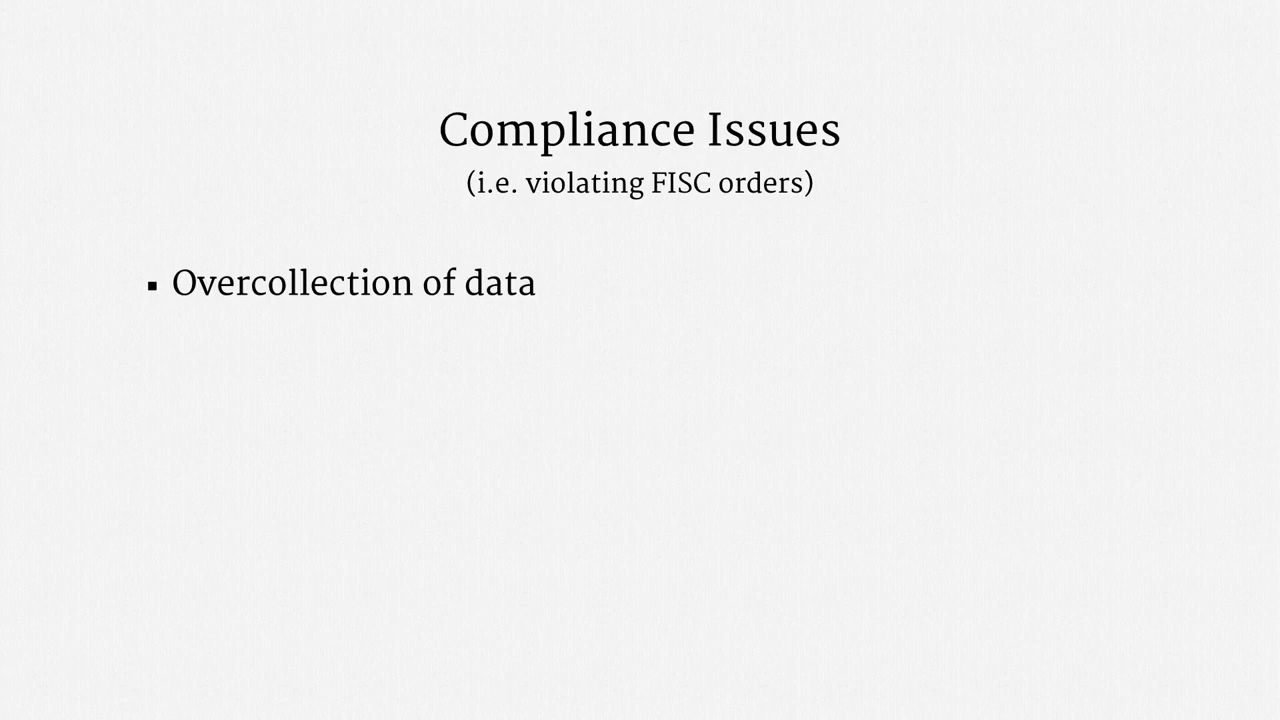 Compliance Issues
(i.e. violating FISC orders)
▪ Overcollection of data